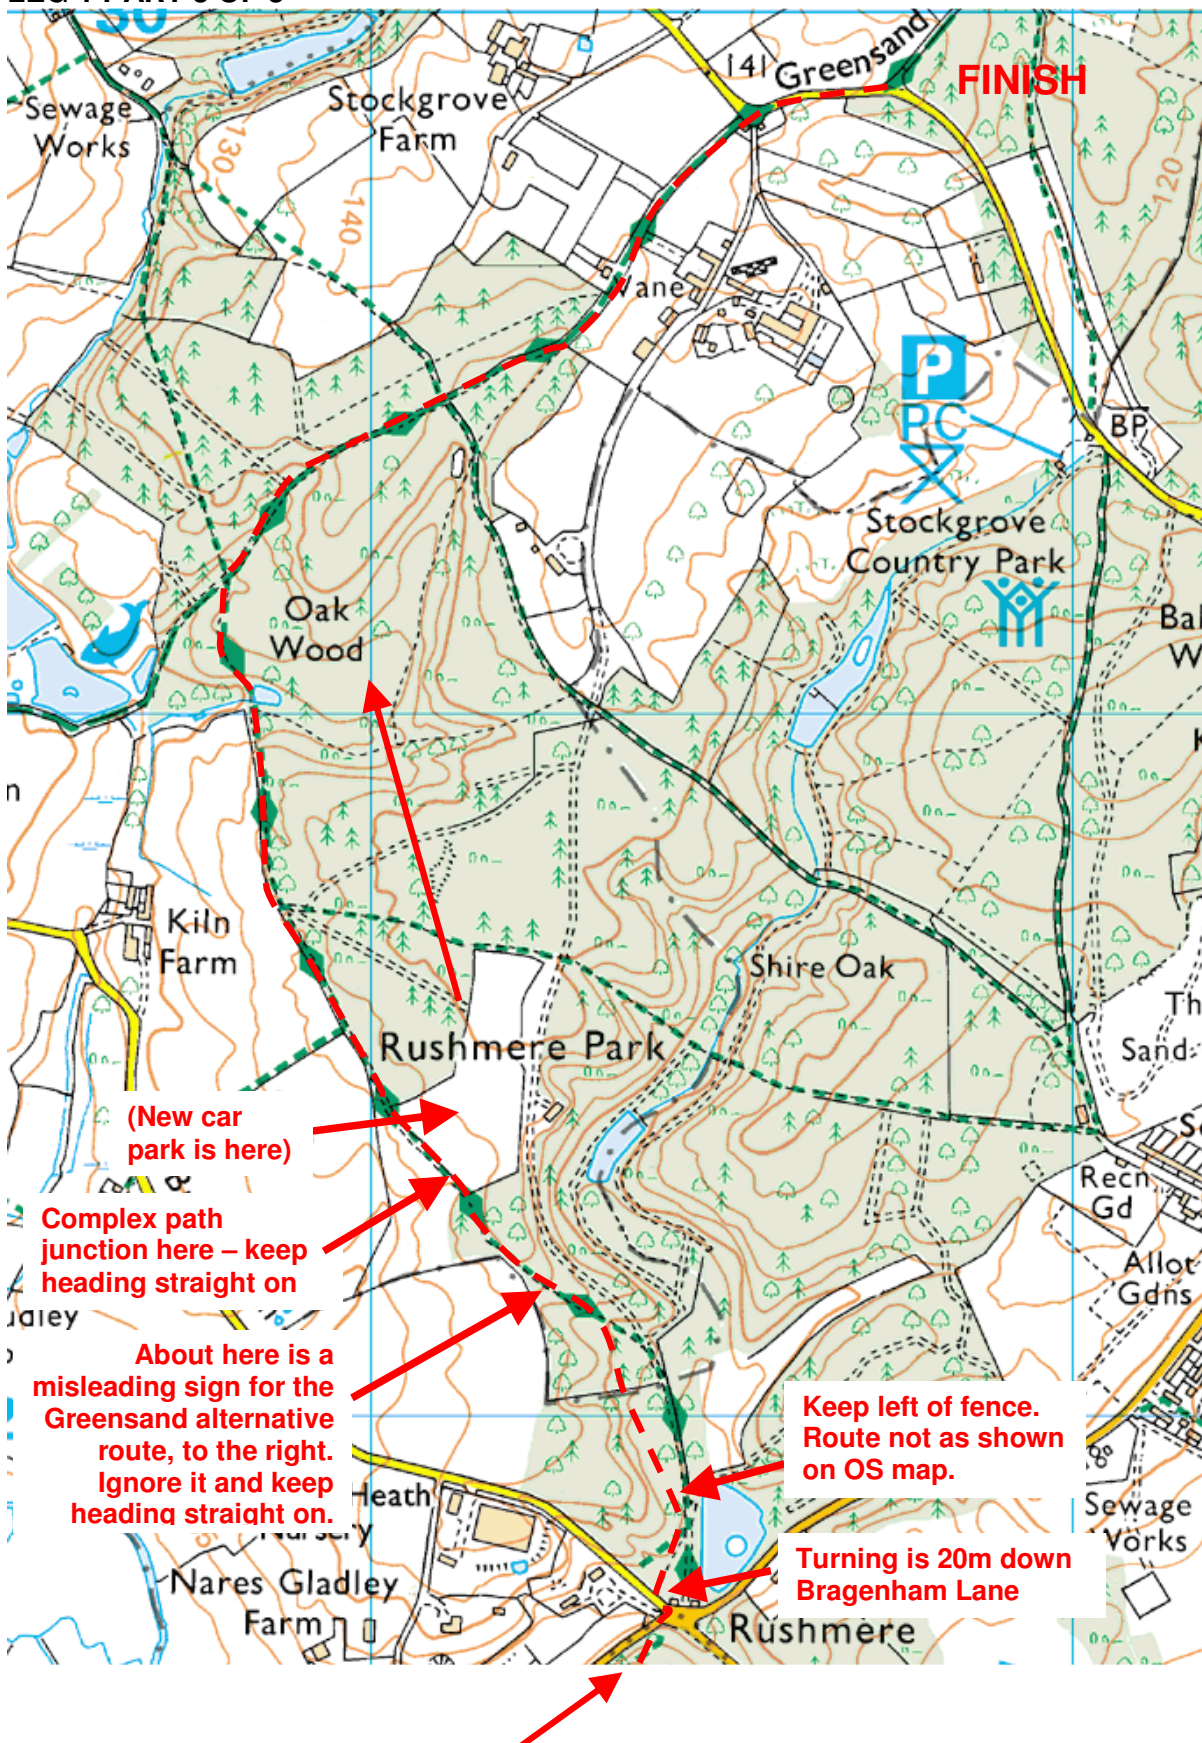 30
Sewage
Works
130
Stockgrove
Farm
140
141
Greensand
FINISH
120
Vane
P
PC
BP
Stockgrove
Country Park
Oak
Wood
Kiln
Farm
Shire Oak
Rushmere Park
(New car
park is here)
Recn
Gd
Complex path
junction here – keep
heading straight on
Allot
Gdns
About here is a
misleading sign for the
Greensand alternative
route, to the right.
Ignore it and keep
heading straight on.
Keep left of fence.
Route not as shown
on OS map.
Heath
Nursery
Sewage
Works
Turning is 20m down
Bragenham Lane
Nares Gladley
Farm
Rushmere